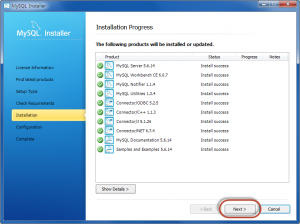 MySQL Installer
MySQL Installer
Installation Progress
The following products will be installed or updated.
License Information
Find latest products
Setup Type
Check Requirements
Installation
Configuration
Complete
Product Status Progress Notes
MySQL Server 5.6.14 Install success
MySQL Workbench CE 6.0.7 Install success
MySQL Notifier 1.1.4 Install success
MySQL Utilities 1.3.4 Install success
Connector/ODBC 5.2.5 Install success
Connector/C++ 1.1.3 Install success
Connector/J 5.1.26 Install success
Connector/NET 6.7.4 Install success
MySQL Documentation 5.6.14 Install success
Samples and Examples 5.6.14 Install success
Show Details >
< Back
Next >
Cancel